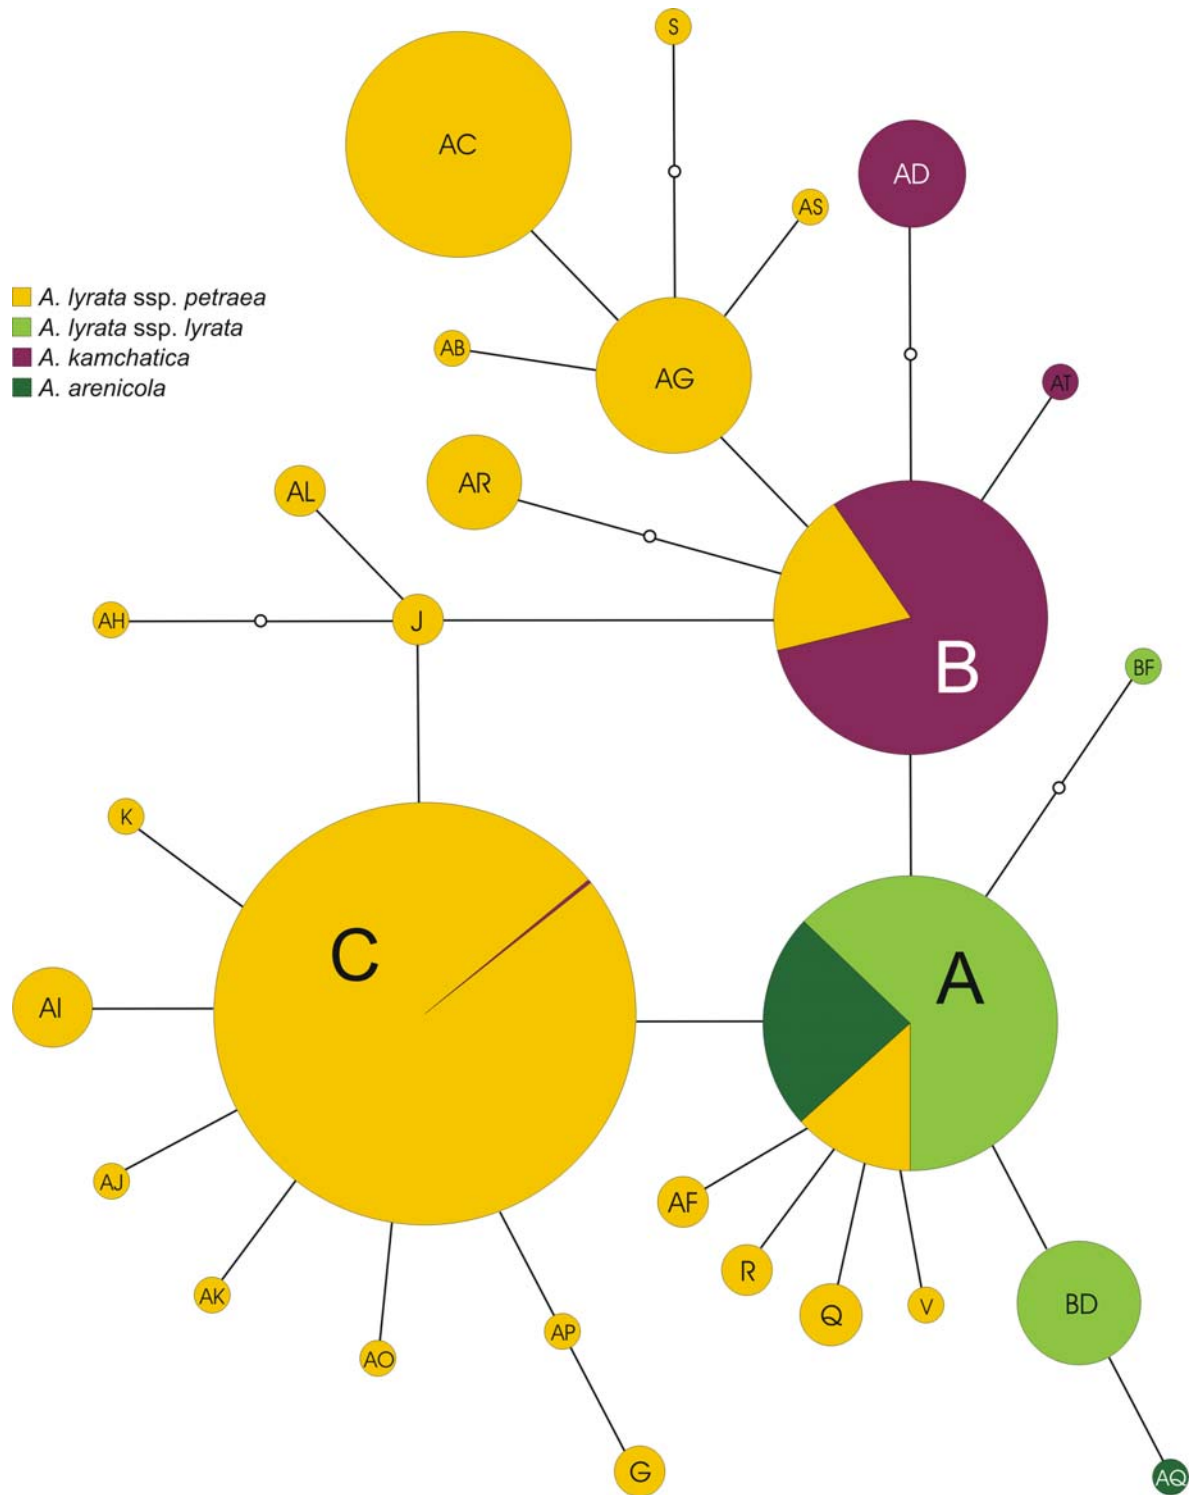 S
AC
AD
AS
A. lyrata ssp. petraea
A. lyrata ssp. lyrata
A. kamchatica
A. arenicola
AB
AG
AT
AR
AL
AH
J
B
BF
K
C
A
AI
AJ
AF
R
AK
Q
V
BD
AP
AO
G
AQ